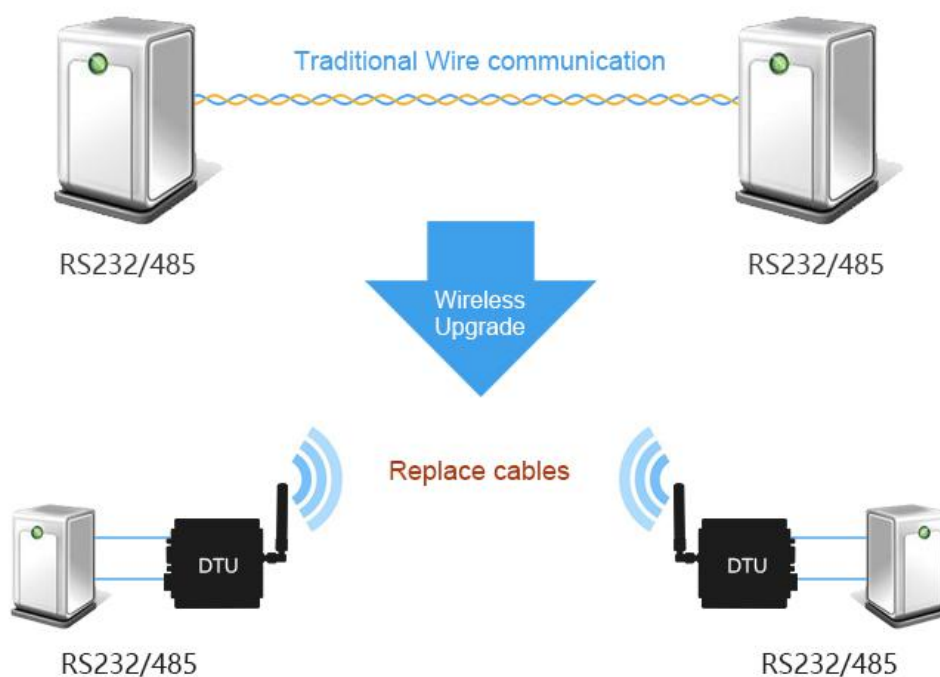 Traditional Wire communication
RS232/485
RS232/485
Wireless
Upgrade
Replace cables
DTU
DTU
RS232/485
RS232/485